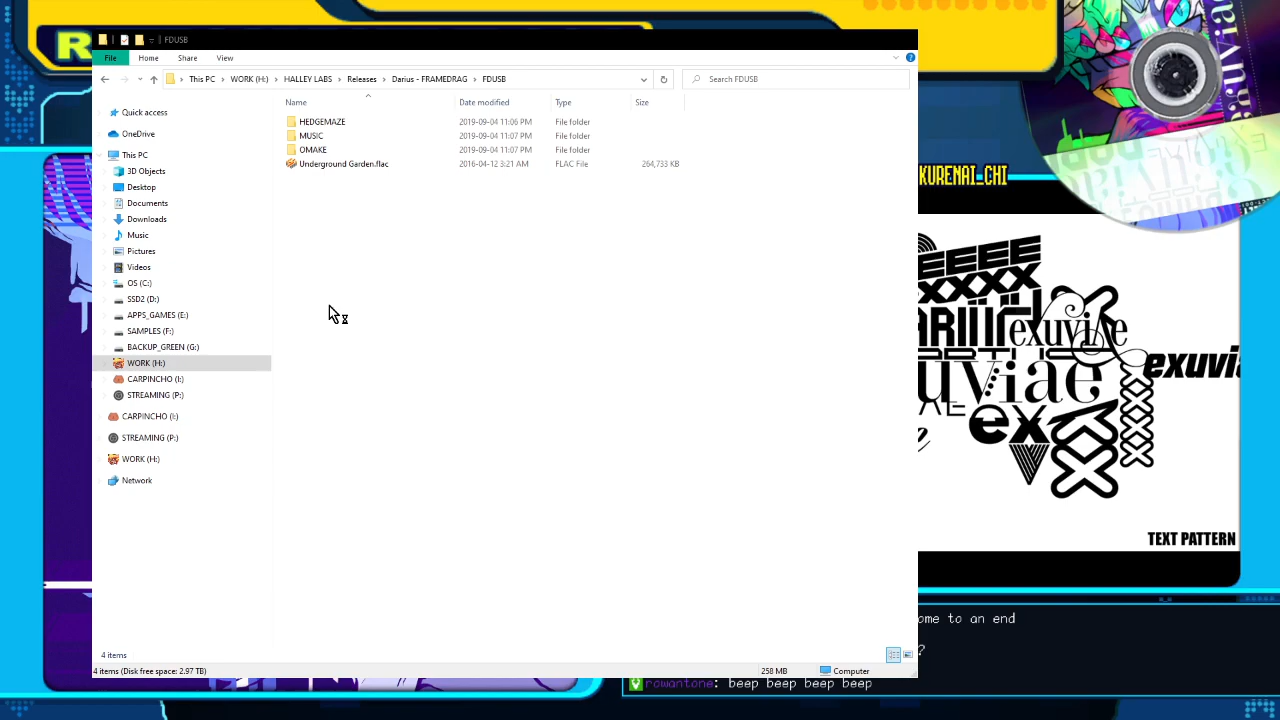 FDUSB
File Home Share View
This PC WORK (H:) HALLEY LABS Releases Darius - FRAMEDRAG FDUSB
Search FDUSB
Name Date modified Type Size
HEDGEMAZE 2019-09-04 11:06 PM File folder
MUSIC 2019-09-04 11:07 PM File folder
OMAKE 2019-09-04 11:07 PM File folder
Underground Garden.flac 2016-04-12 3:21 AM FLAC File 264,733 KB
Quick access
OneDrive
This PC
3D Objects
Desktop
Documents
Downloads
Music
Pictures
Videos
OS (C:)
SSD2 (D:)
APPS_GAMES (E:)
SAMPLES (F:)
BACKUP_GREEN (G:)
WORK (H:)
CARPINCHO (I:)
STREAMING (P:)
CARPINCHO (I:)
STREAMING (P:)
WORK (H:)
Network
4 items
4 items (Disk free space: 2.97 TB) 258 MB Computer
KURENAI_CHI
EEEE
XXXX
exuviae
exuvi
uviae
ex
TEXT PATTERN
ome to an end
?
rowantone: beep beep beep beep